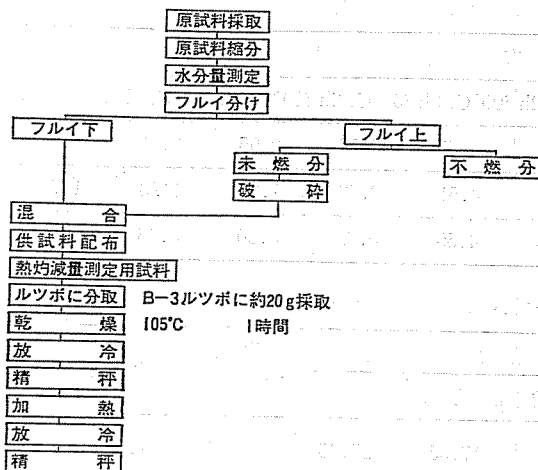 原試料採取
原試料縮分
水分量測定
フルイ分け
フルイ下
フルイ上
未燃分
不燃分
破砕
混合
供試料配布
熱灼減量測定用試料
ルツボに分取 B-3ルツボに約20g採取
乾燥 105℃ 1時間
放冷
精秤
加熱
放冷
精秤